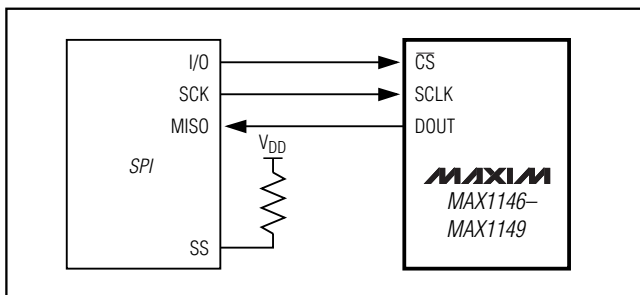 I/O
CS
SCK
SCLK
MISO
DOUT
VDD
SPI
MAXIM
MAX1146–
MAX1149
SS